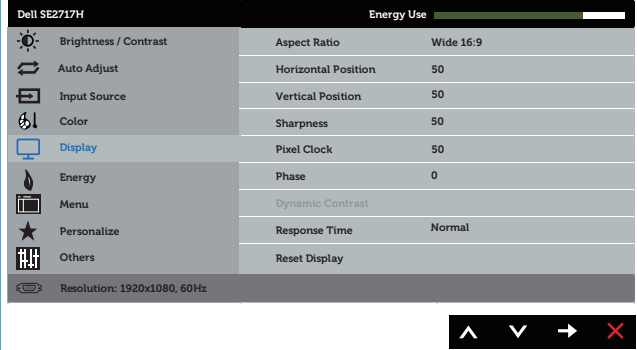 Dell SE2717H Energy Use
Brightness / Contrast Aspect Ratio Wide 16:9
Auto Adjust Horizontal Position 50
Input Source Vertical Position 50
Color Sharpness 50
Display Pixel Clock 50
Energy Phase 0
Menu Dynamic Contrast
Personalize Response Time Normal
Others Reset Display
Resolution: 1920x1080, 60Hz